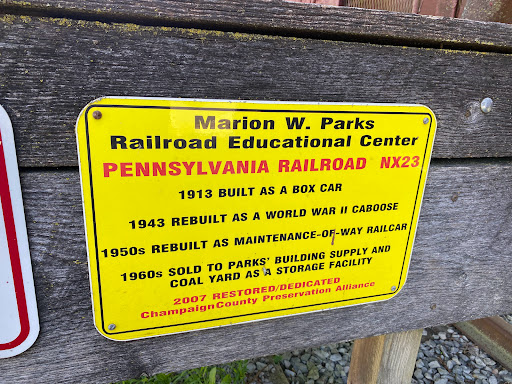 Marion W. Parks
Railroad Educational Center
PENNSYLVANIA RAILROAD NX23
1913 BUILT AS A BOX CAR
1943 REBUILT AS A WORLD WAR II CABOOSE
1950s REBUILT AS MAINTENANCE-OF-WAY RAILCAR
1960s SOLD TO PARKS' BUILDING SUPPLY AND
COAL YARD AS A STORAGE FACILITY
2007 RESTORED/DEDICATED
ChampaignCounty Preservation Alliance